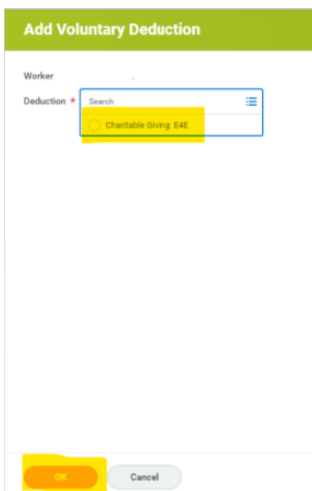 Add Voluntary Deduction
Worker
Deduction *
Search
Charitable Giving: E4E
OK
Cancel